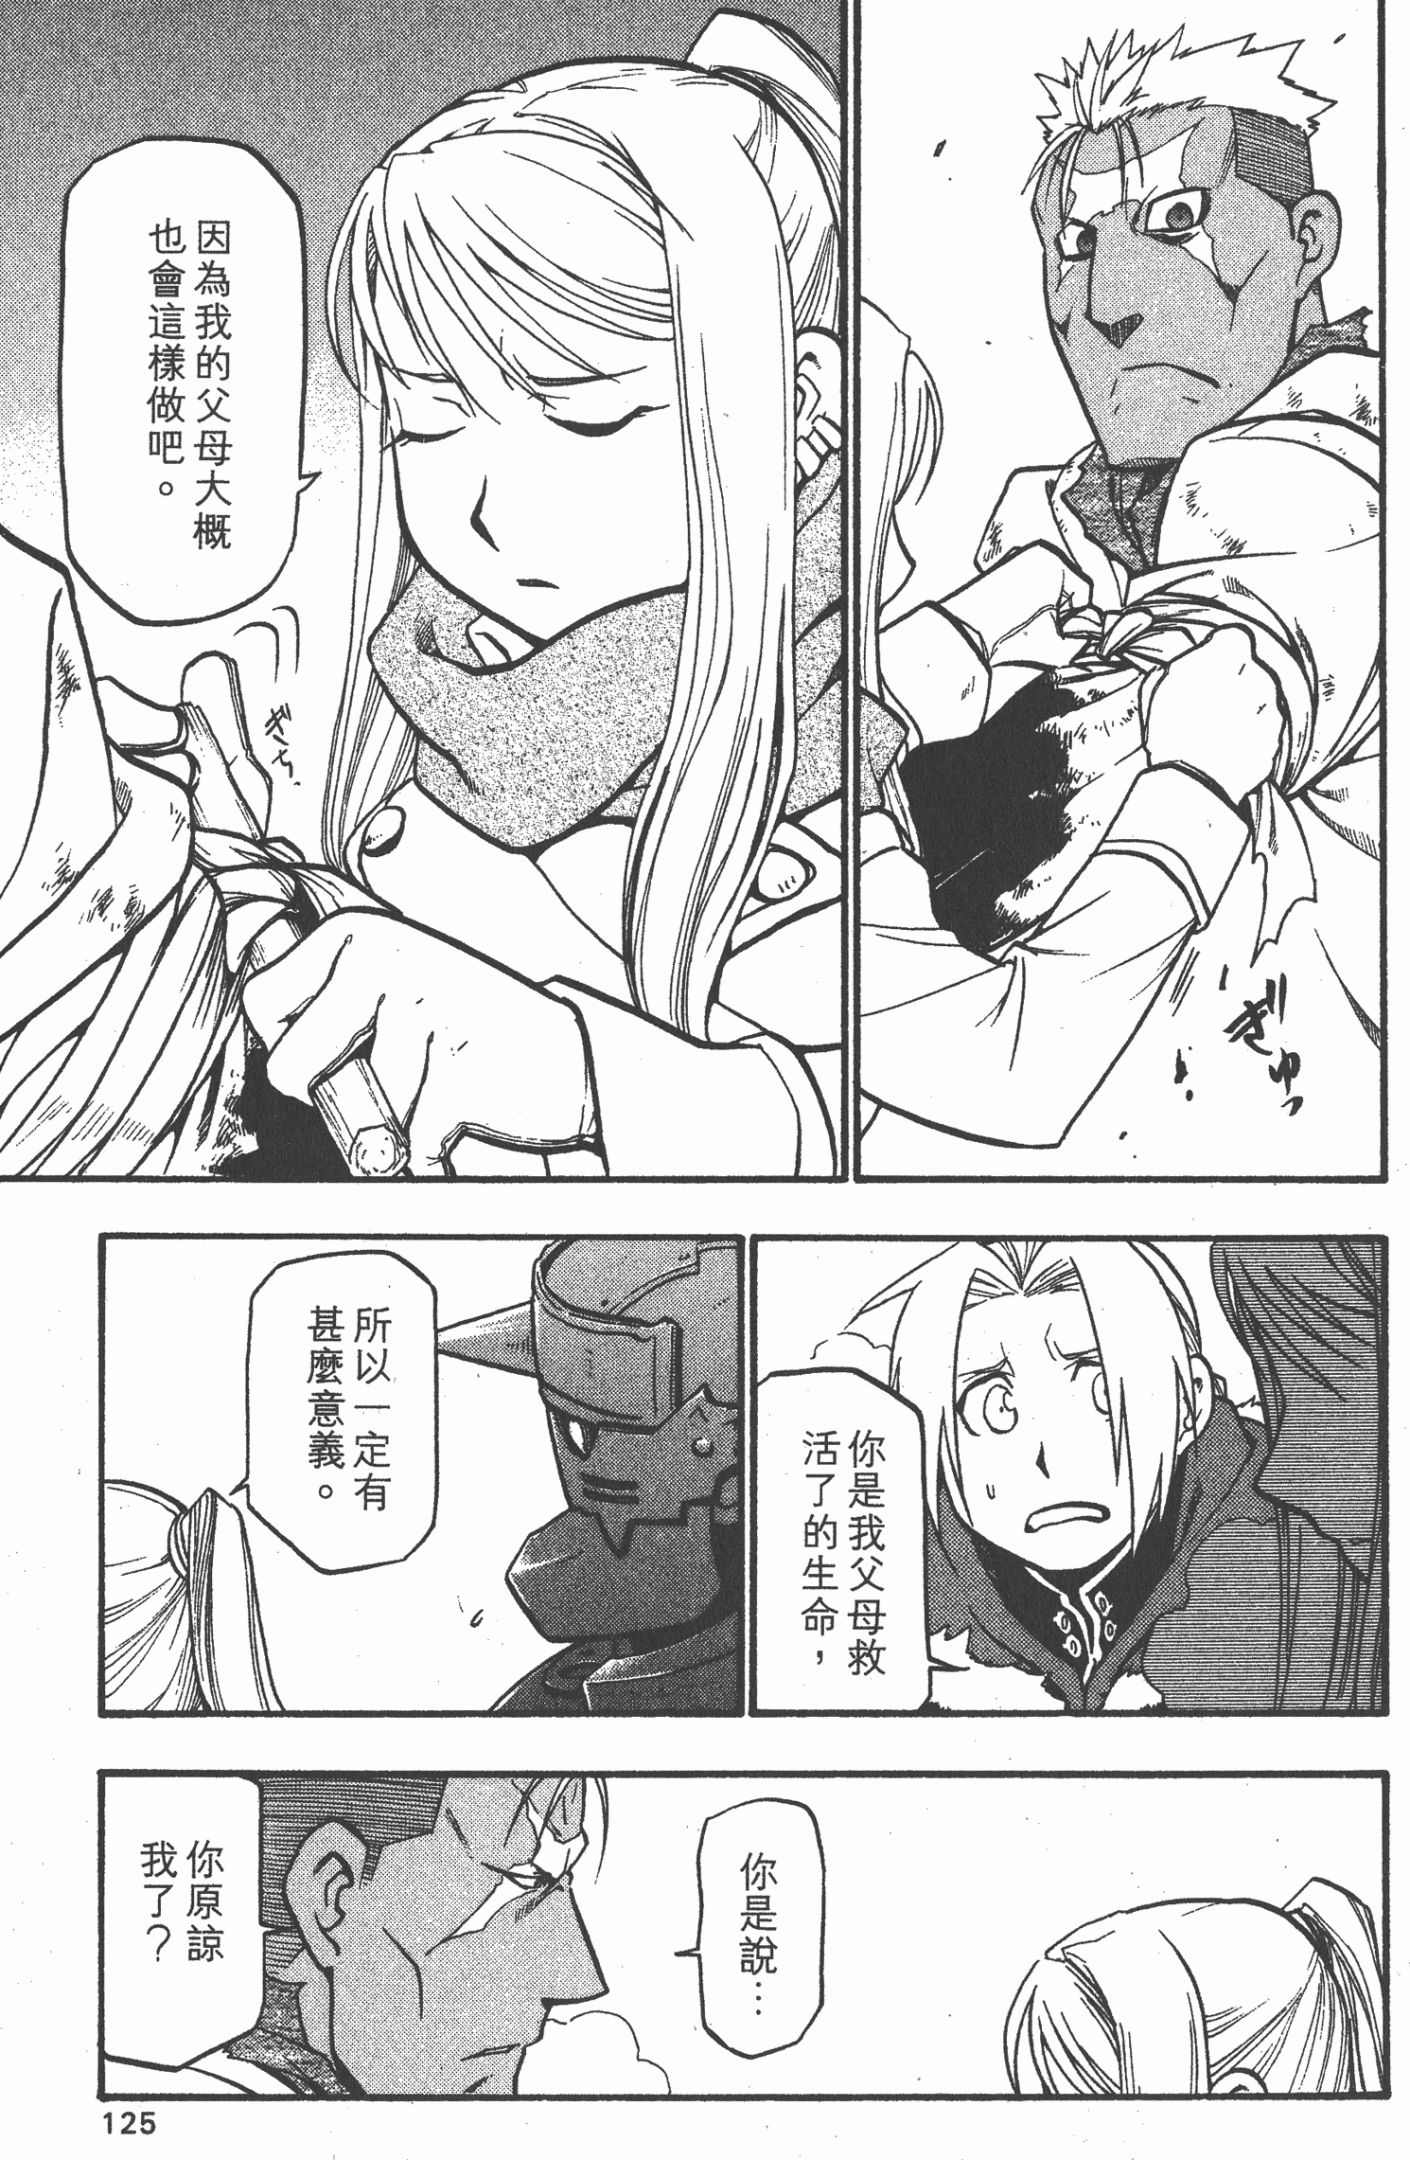 ぎゅっ
因為我的父母大概
也會這樣做吧。
ぎちっ
你是我父母救
活了的生命，
所以一定有
甚麼意義。
你是說…
你原諒
我了？
125